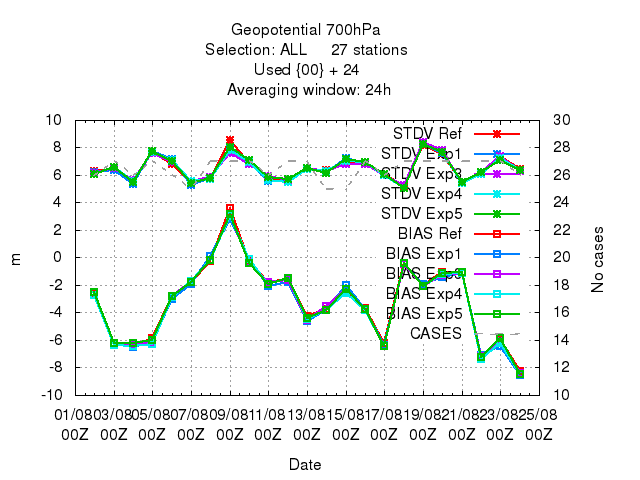 Geopotential 700hPa
Selection: ALL     27 stations
Used {00} + 24
Averaging window: 24h
10
8
6
4
2
0
-2
-4
-6
-8
-10
m
30
28
26
24
22
20
18
16
14
12
10
No cases
STDV Ref
STDV Exp1
STDV Exp3
STDV Exp4
STDV Exp5
BIAS Ref
BIAS Exp1
BIAS Exp3
BIAS Exp4
BIAS Exp5
CASES
01/08 03/08 05/08 07/08 09/08 11/08 13/08 15/08 17/08 19/08 21/08 23/08 25/08
00Z 00Z 00Z 00Z 00Z 00Z 00Z 00Z 00Z 00Z 00Z 00Z 00Z
Date